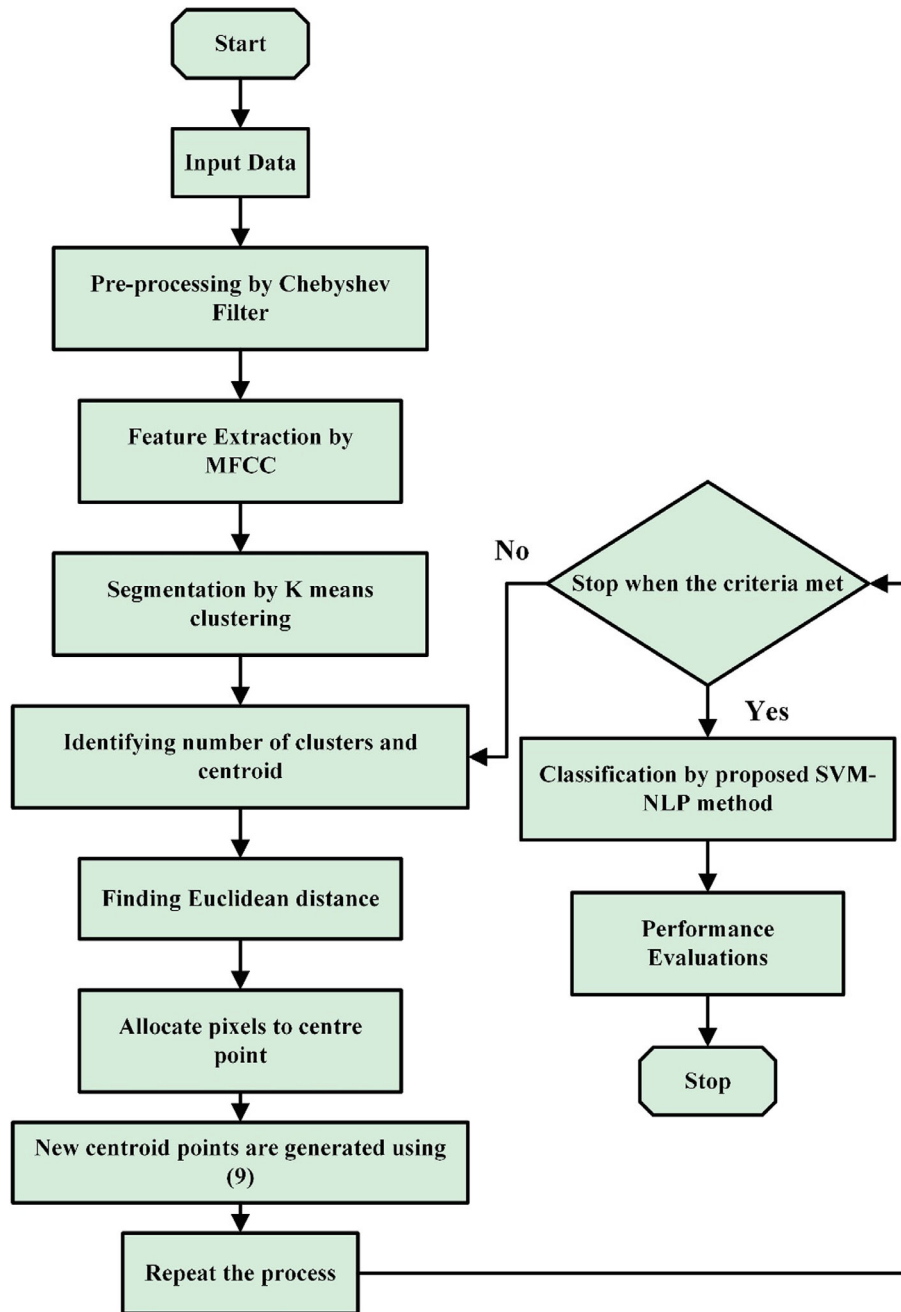 Start
Input Data
Pre-processing by Chebyshev
Filter
Feature Extraction by
MFCC
Segmentation by K means
clustering
Identifying number of clusters and
centroid
Finding Euclidean distance
Allocate pixels to centre
point
New centroid points are generated using
(9)
Repeat the process
No
Stop when the criteria met
Yes
Classification by proposed SVM-
NLP method
Performance
Evaluations
Stop